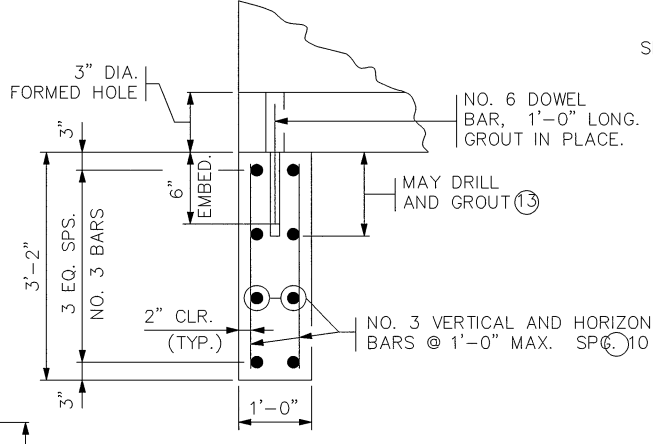 S
3" DIA.
FORMED HOLE
NO. 6 DOWEL
BAR, 1'-0" LONG.
GROUT IN PLACE.
3"
6"
EMBED.
MAY DRILL
AND GROUT 13
3'-2"
3 EQ. SPS.
NO. 3 BARS
2" CLR.
(TYP.)
NO. 3 VERTICAL AND HORIZON
BARS @ 1'-0" MAX. SPG. 10
3"
1'-0"